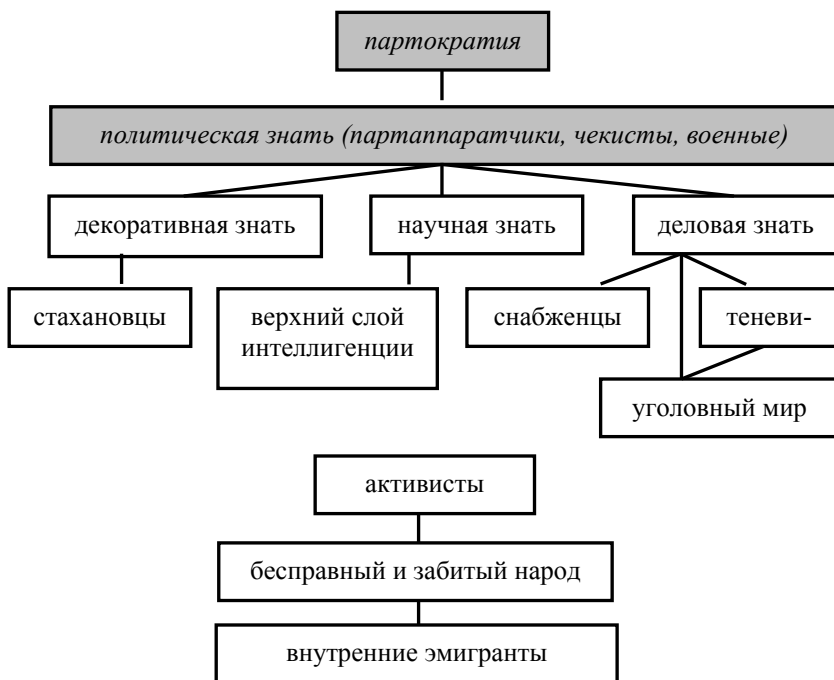 партократия
политическая знать (партаппаратчики, чекисты, военные)
декоративная знать
научная знать
деловая знать
стахановцы
верхний слой
интеллигенции
снабженцы
теневи-
уголовный мир
активисты
бесправный и забитый народ
внутренние эмигранты